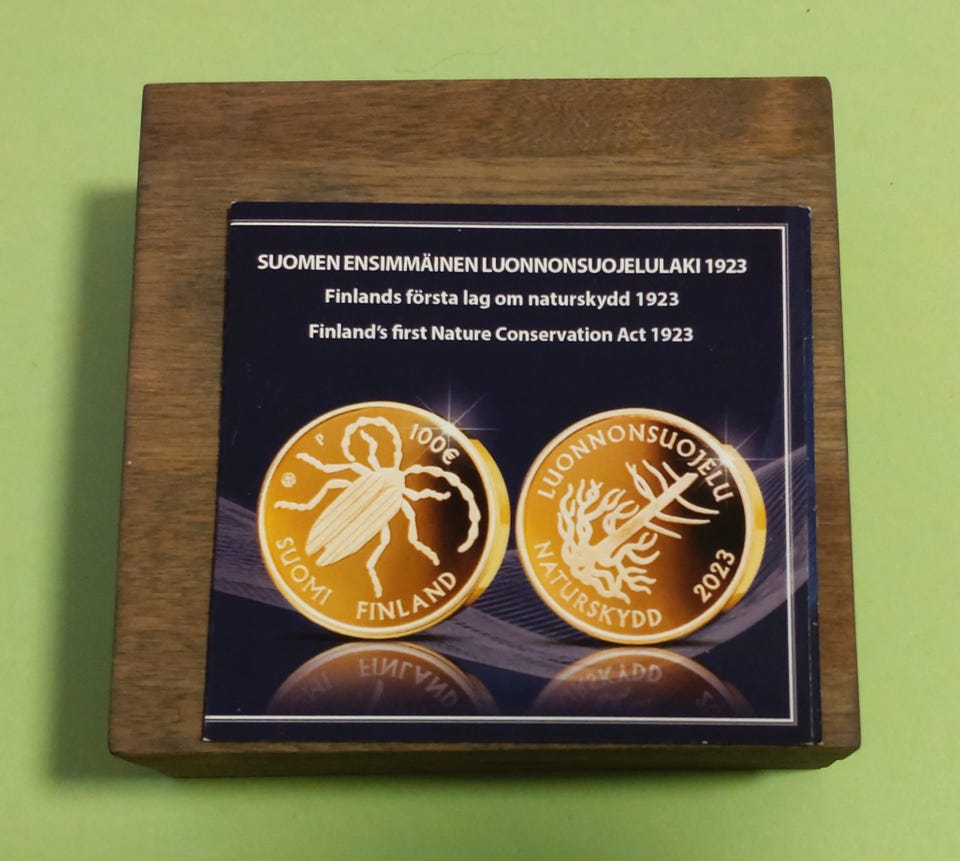 SUOMEN ENSIMMÄINEN LUONNONSUOJELULAKI 1923
Finlands första lag om naturskydd 1923
Finland's first Nature Conservation Act 1923
P
100€
SUOMI
FINLAND
LUONNONSUOJELU
NATURSKYDD
2023